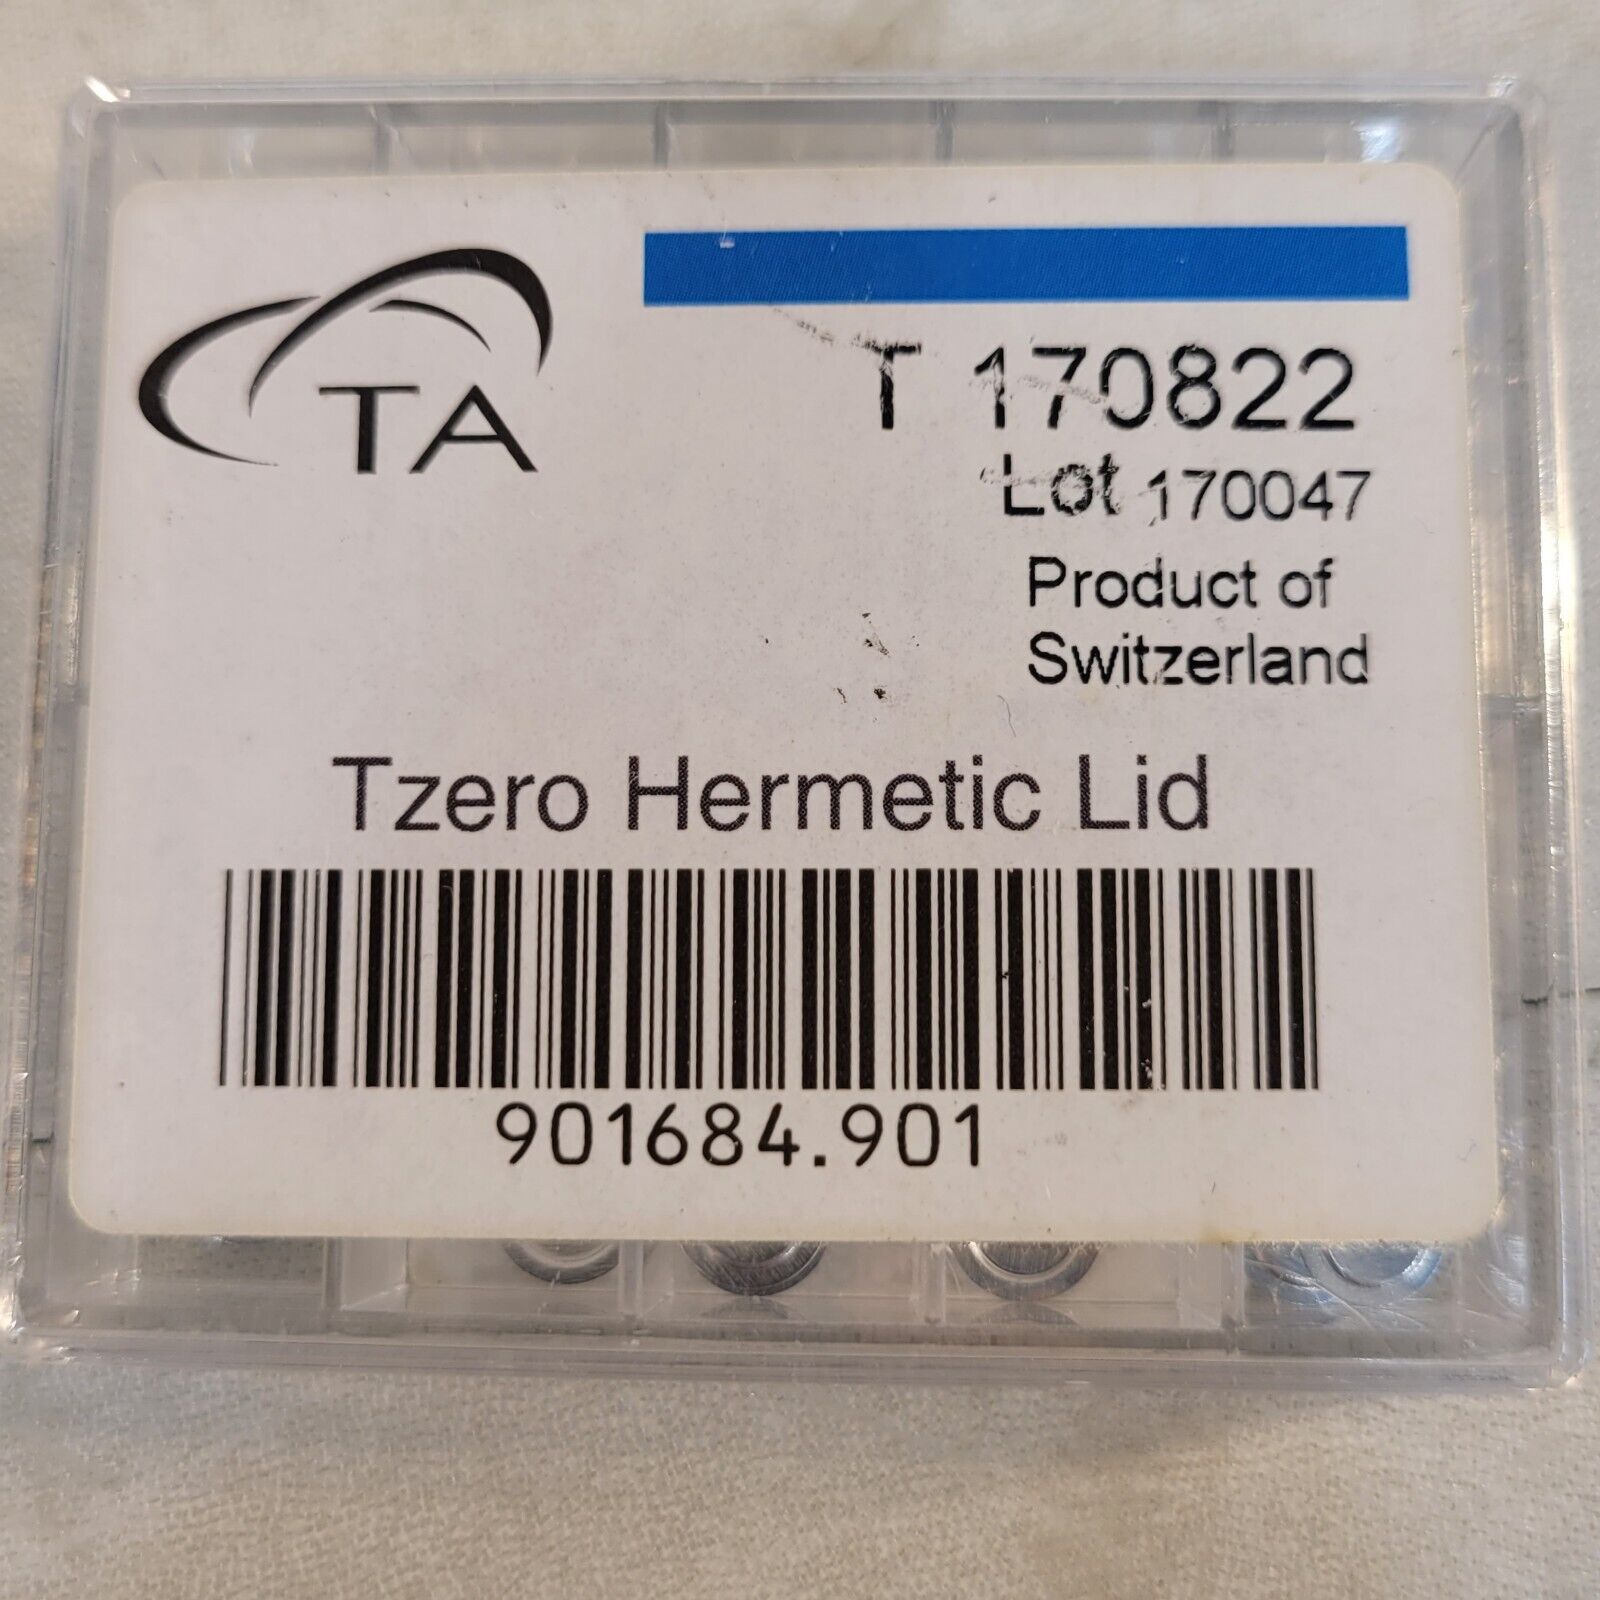 TA
T 170822
Lot 170047
Product of
Switzerland
Tzero Hermetic Lid
901684.901